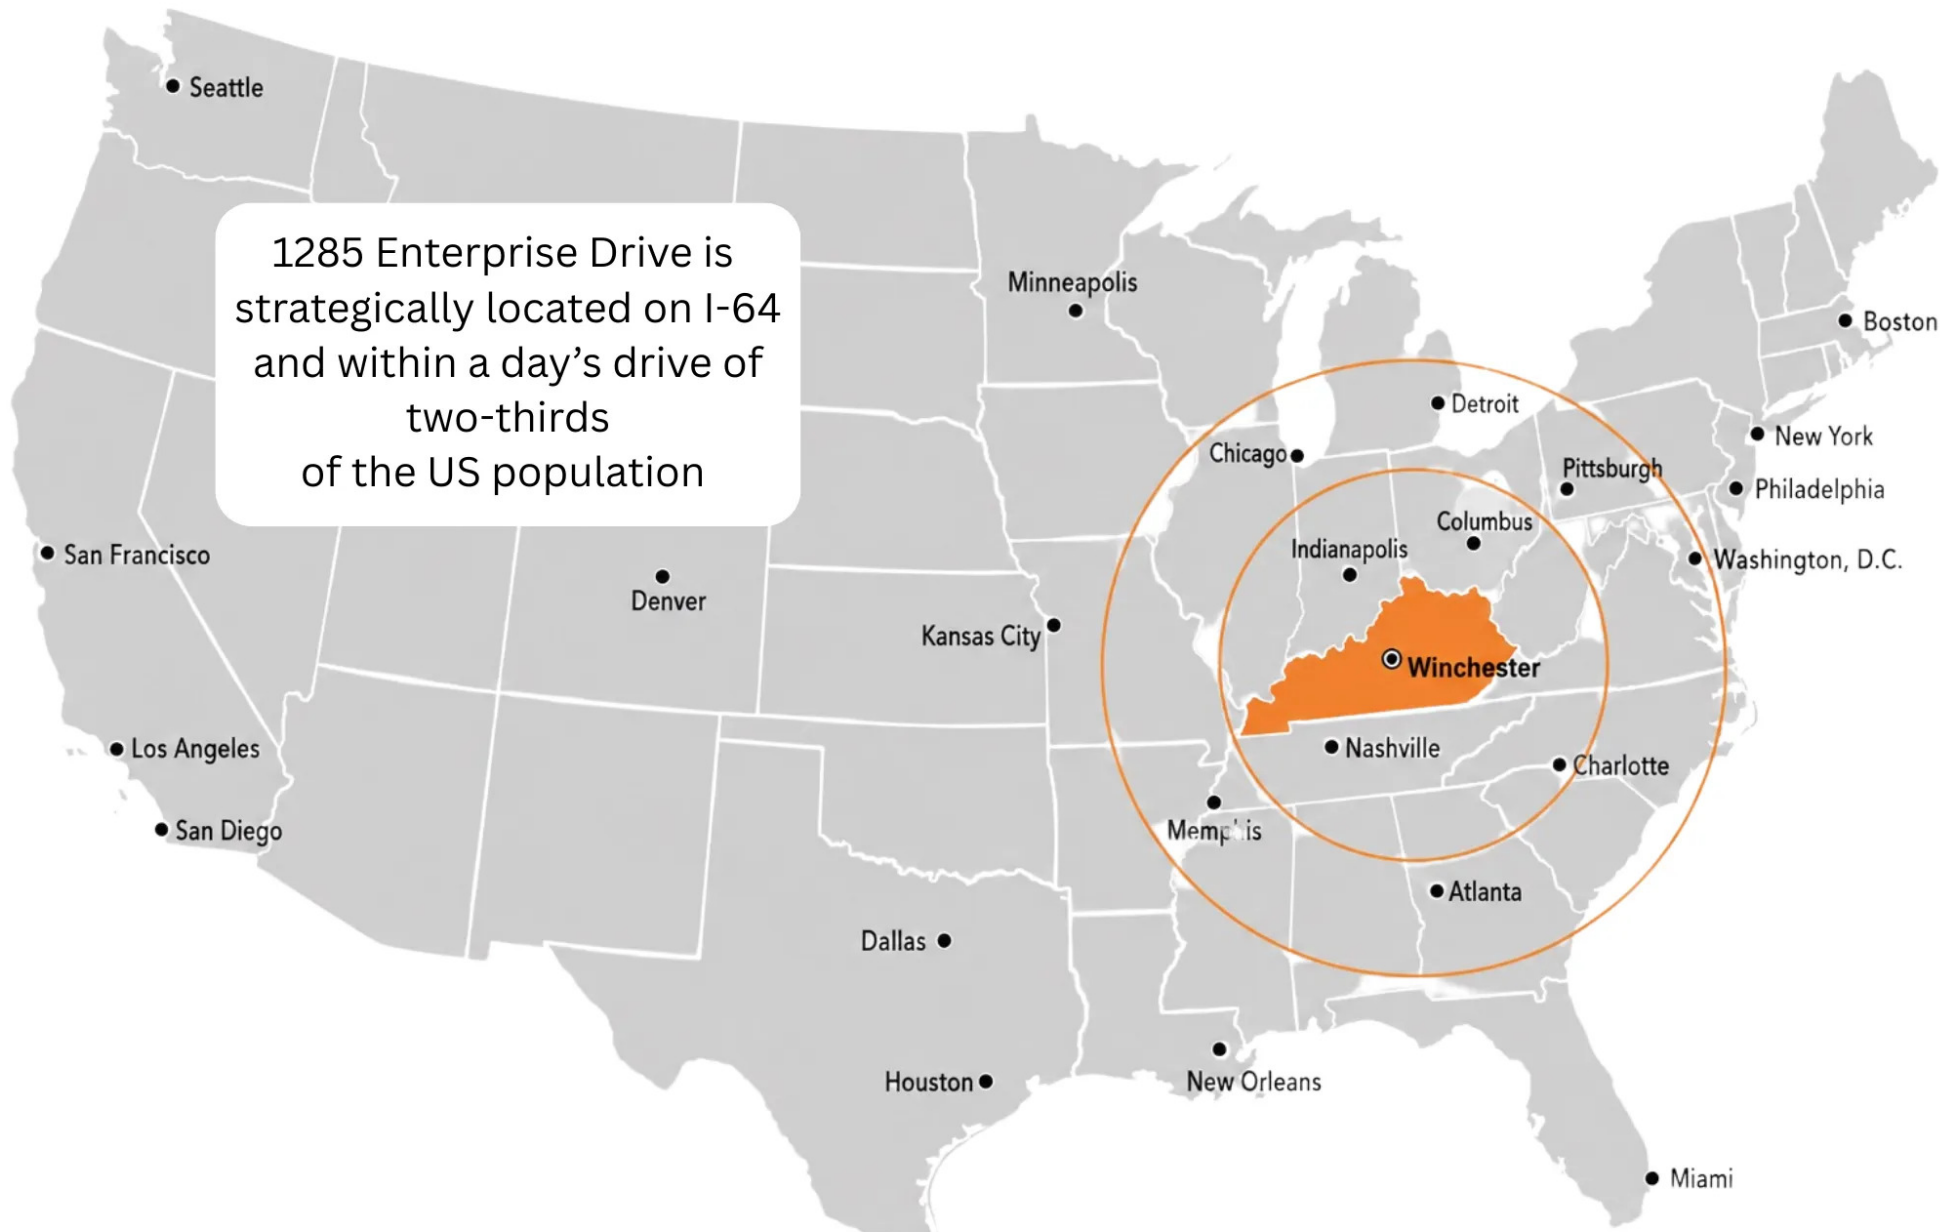 Seattle
1285 Enterprise Drive is
strategically located on I-64
and within a day’s drive of
two-thirds
of the US population
Minneapolis
Boston
Detroit
New York
Chicago
Pittsburgh
Philadelphia
Columbus
Indianapolis
San Francisco
Washington, D.C.
Denver
Kansas City
Winchester
Los Angeles
Nashville
Charlotte
San Diego
Memphis
Atlanta
Dallas
Houston
New Orleans
Miami